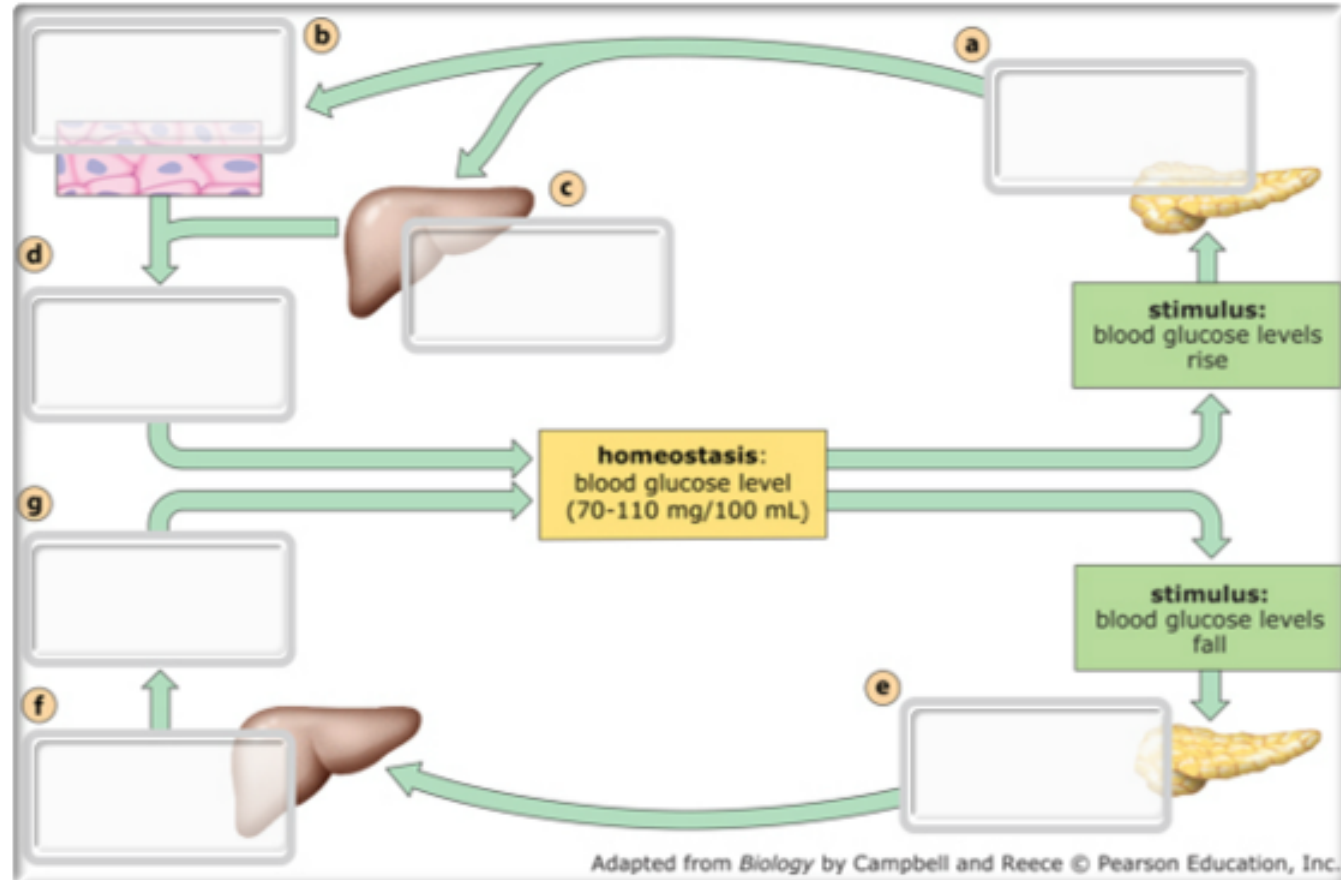 b
a
c
d
stimulus:
blood glucose levels
rise
homeostasis:
blood glucose level
(70-110 mg/100 mL)
g
stimulus:
blood glucose levels
fall
e
f
Adapted from Biology by Campbell and Reece © Pearson Education, Inc.